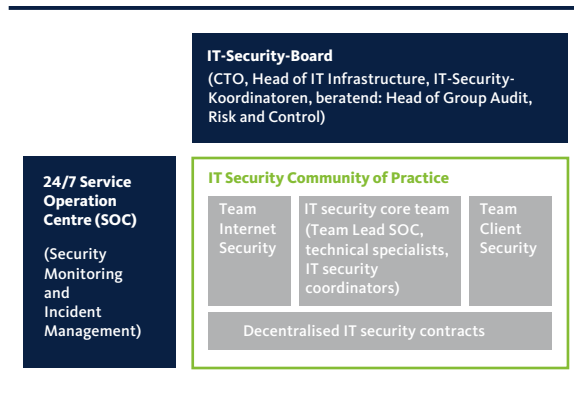 IT-Security-Board
(CTO, Head of IT Infrastructure, IT-Security-
Koordinatoren, beratend: Head of Group Audit,
Risk and Control)
24/7 Service
Operation
Centre (SOC)
(Security
Monitoring
and
Incident
Management)
IT Security Community of Practice
Team
Internet
Security
IT security core team
(Team Lead SOC,
technical specialists,
IT security
coordinators)
Team
Client
Security
Decentralised IT security contracts